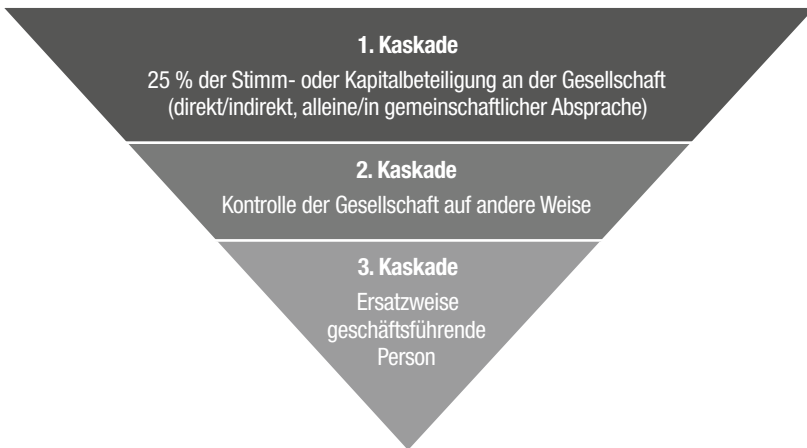 1. Kaskade
25 % der Stimm- oder Kapitalbeteiligung an der Gesellschaft
(direkt/indirekt, alleine/in gemeinschaftlicher Absprache)
2. Kaskade
Kontrolle der Gesellschaft auf andere Weise
3. Kaskade
Ersatzweise
geschäftsführende
Person